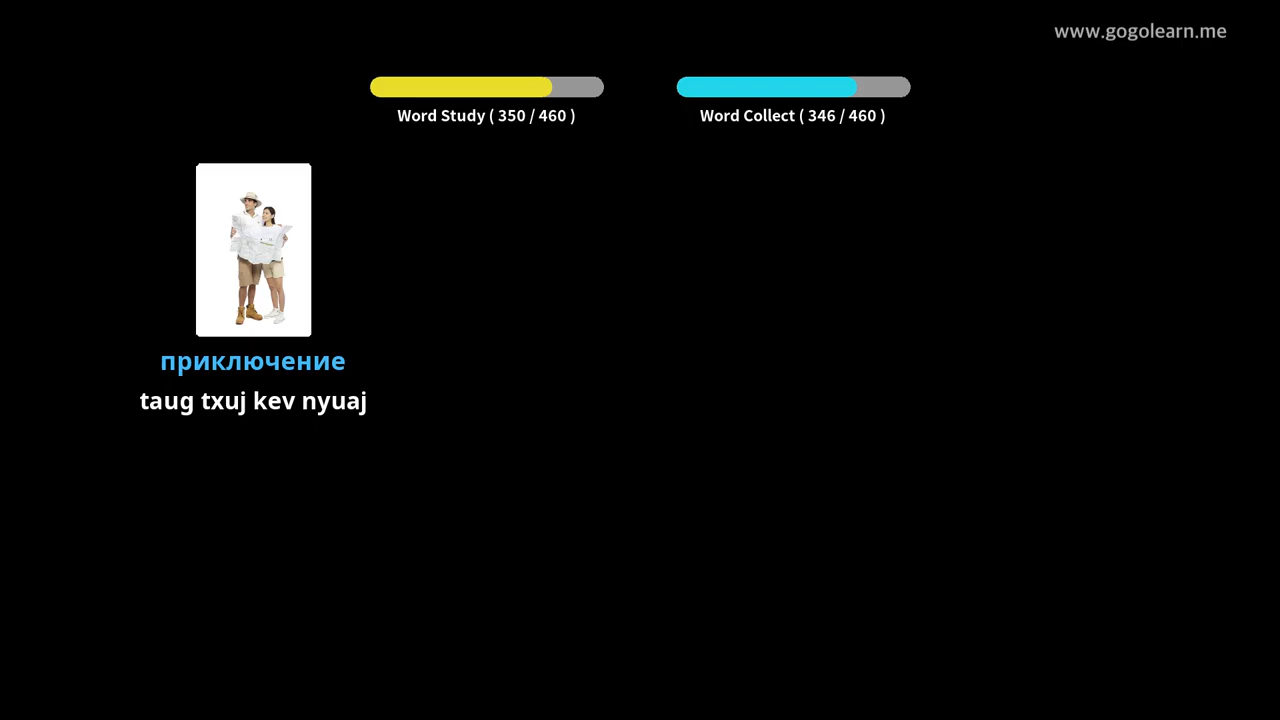 www.gogolearn.me
Word Study ( 350 / 460 )
Word Collect ( 346 / 460 )
приключение
taug txuj kev nyuaj